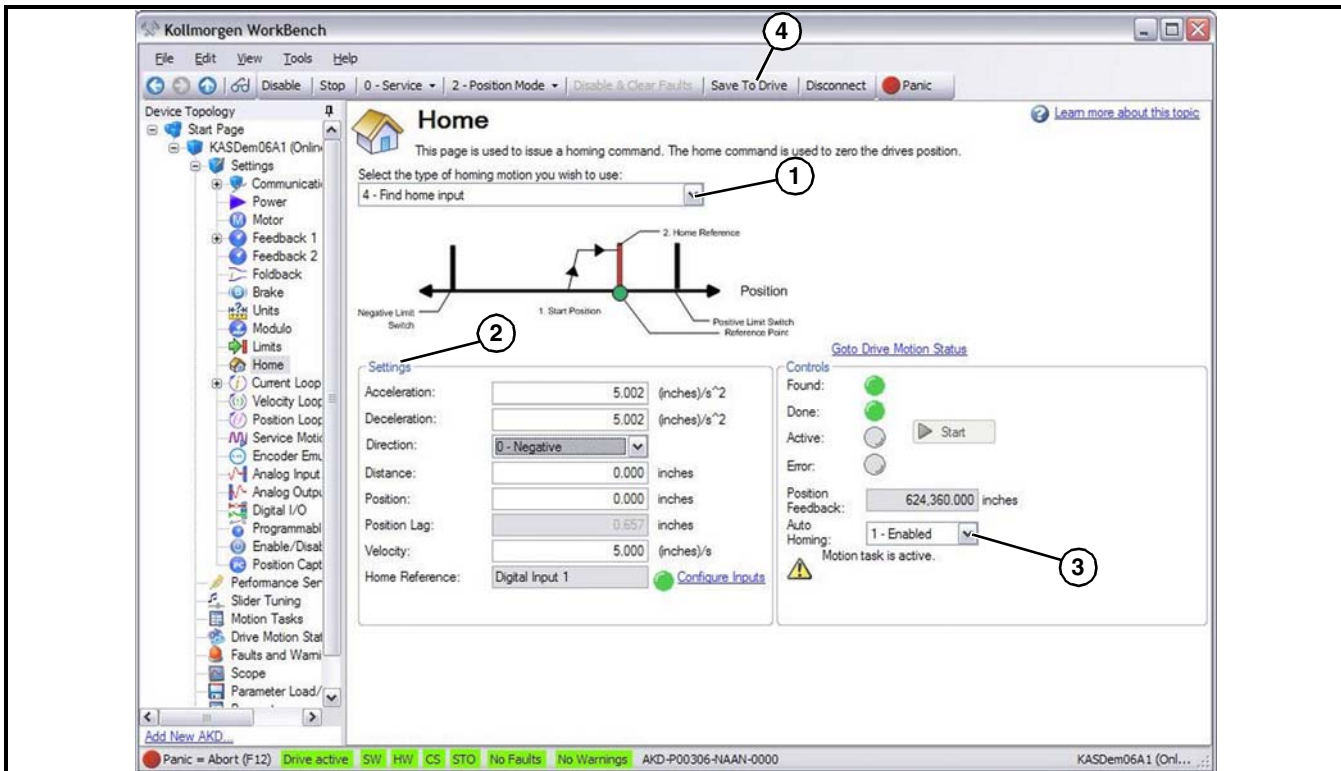 Kollmorgen WorkBench
4
File Edit View Tools Help
Disable Stop 0 - Service 2 - Position Mode Disable & Clear Faults Save To Drive Disconnect Panic
Device Topology
Start Page
KASDem06A1 (Onlin
Settings
Communicati
Power
Motor
Feedback 1
Feedback 2
Foldback
Brake
Units
Modulo
Limits
Home
Current Loop
Velocity Loop
Position Loop
Service Motic
Encoder Emu
Analog Input
Analog Outpu
Digital I/O
Programmabl
Enable/Disab
Position Capt
Performance Ser
Slider Tuning
Motion Tasks
Drive Motion Stat
Faults and Warni
Scope
Parameter Load/
Add New AKD...
Home
Learn more about this topic
This page is used to issue a homing command. The home command is used to zero the drives position.
Select the type of homing motion you wish to use:
4 - Find home input
1
2. Home Reference
Position
Negative Limit
Switch
1. Start Position
Positive Limit Switch
Reference Point
2
Goto Drive Motion Status
Settings
Acceleration: 5.002 (inches)/s^2
Deceleration: 5.002 (inches)/s^2
Direction: 0 - Negative
Distance: 0.000 inches
Position: 0.000 inches
Position Lag: 0.657 inches
Velocity: 5.000 (inches)/s
Home Reference: Digital Input 1 Configure Inputs
Controls
Found:
Done:
Active:
Start
Error:
Position
Feedback: 624,360.000 inches
Auto
Homing: 1 - Enabled
Motion task is active.
3
Panic = Abort (F12) Drive active SW HW CS STO No Faults No Warnings AKD-P00306-NAAN-0000 KASDem06A1 (Onl...